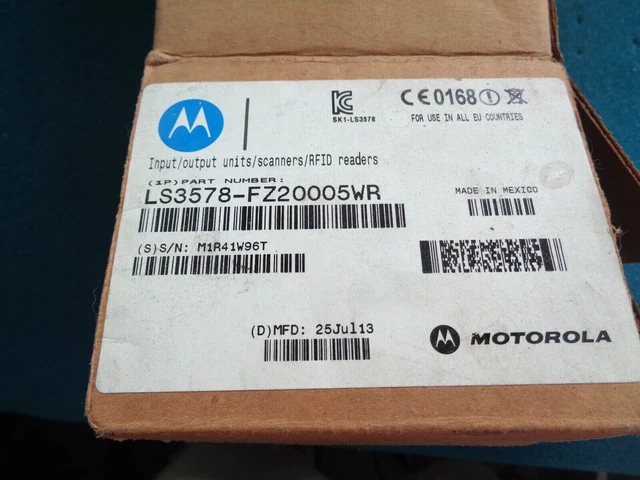 SK1-LS3578
CE0168
FOR USE IN ALL EU COUNTRIES
Input/output units/scanners/RFID readers
(1P)PART NUMBER:
LS3578-FZ20005WR
MADE IN MEXICO
(S)S/N: M1R41W96T
(D)MFD: 25Jul13
MOTOROLA